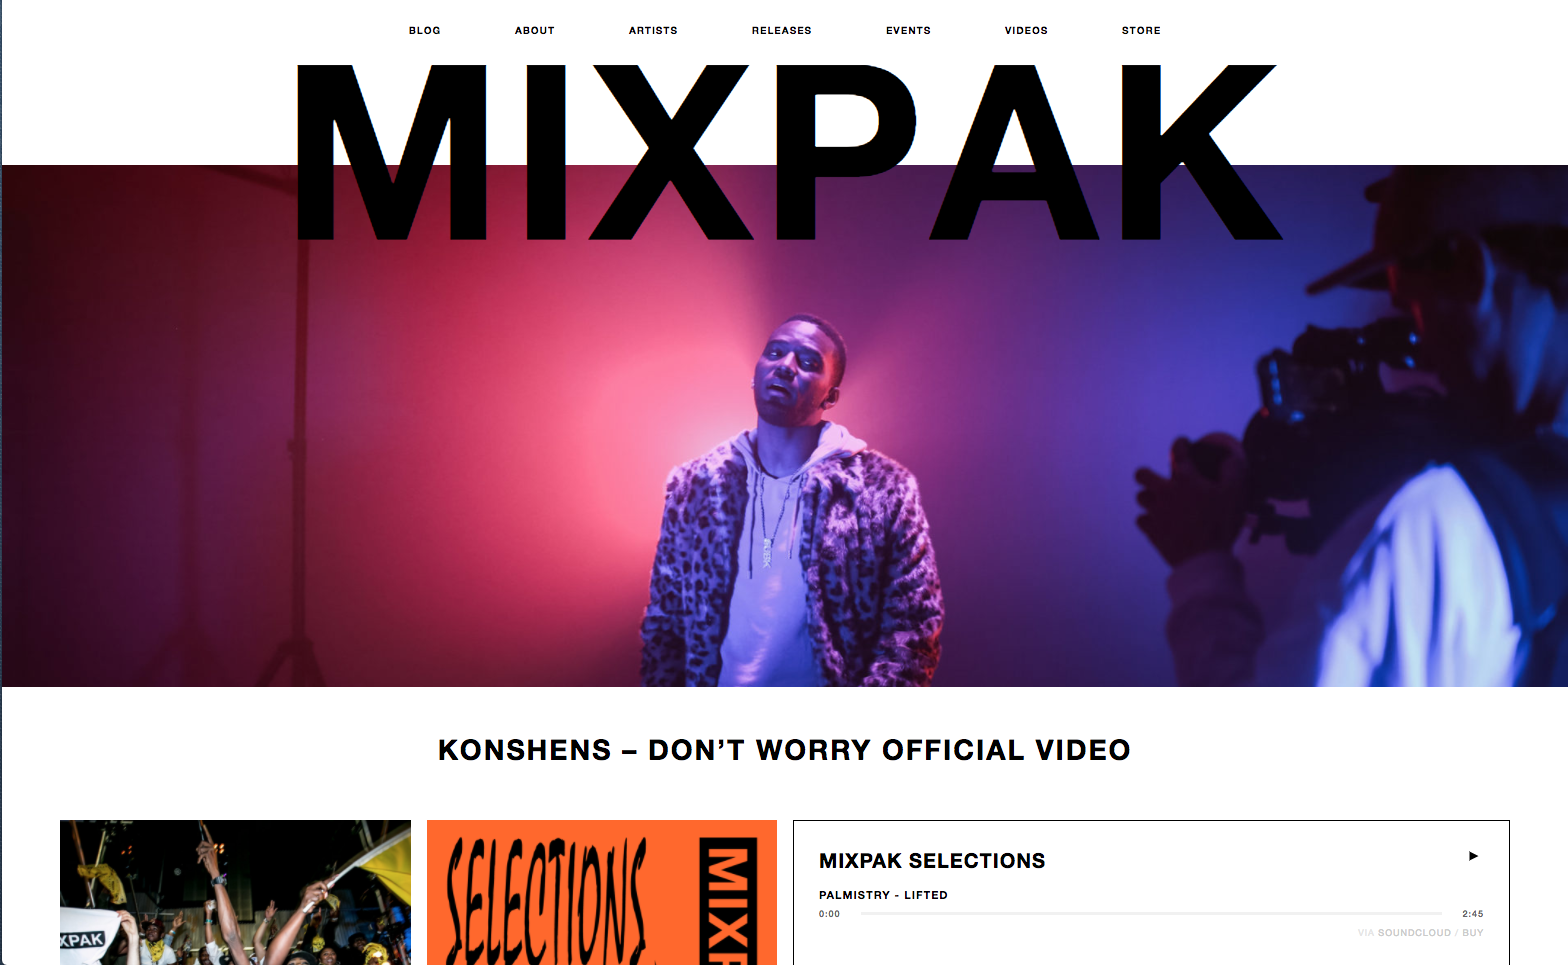 BLOG ABOUT ARTISTS RELEASES EVENTS VIDEOS STORE
MIXPAK
KONSHENS – DON’T WORRY OFFICIAL VIDEO
XPAK
SELECTIONS
MIXP
MIXPAK SELECTIONS
PALMISTRY - LIFTED
0:00 2:45
VIA SOUNDCLOUD / BUY